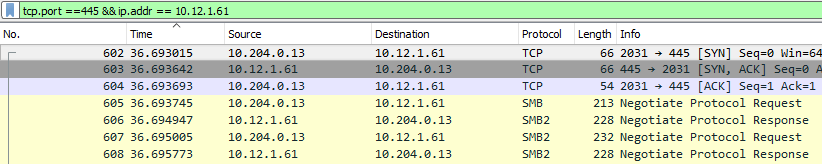 tcp.port ==445 && ip.addr == 10.12.1.61
No. Time Source Destination Protocol Length Info
602 36.693015 10.204.0.13 10.12.1.61 TCP 66 2031 → 445 [SYN] Seq=0 Win=64
603 36.693642 10.12.1.61 10.204.0.13 TCP 66 445 → 2031 [SYN, ACK] Seq=0 A
604 36.693693 10.204.0.13 10.12.1.61 TCP 54 2031 → 445 [ACK] Seq=1 Ack=1
605 36.693745 10.204.0.13 10.12.1.61 SMB 213 Negotiate Protocol Request
606 36.694947 10.12.1.61 10.204.0.13 SMB2 228 Negotiate Protocol Response
607 36.695005 10.204.0.13 10.12.1.61 SMB2 232 Negotiate Protocol Request
608 36.695773 10.12.1.61 10.204.0.13 SMB2 228 Negotiate Protocol Response